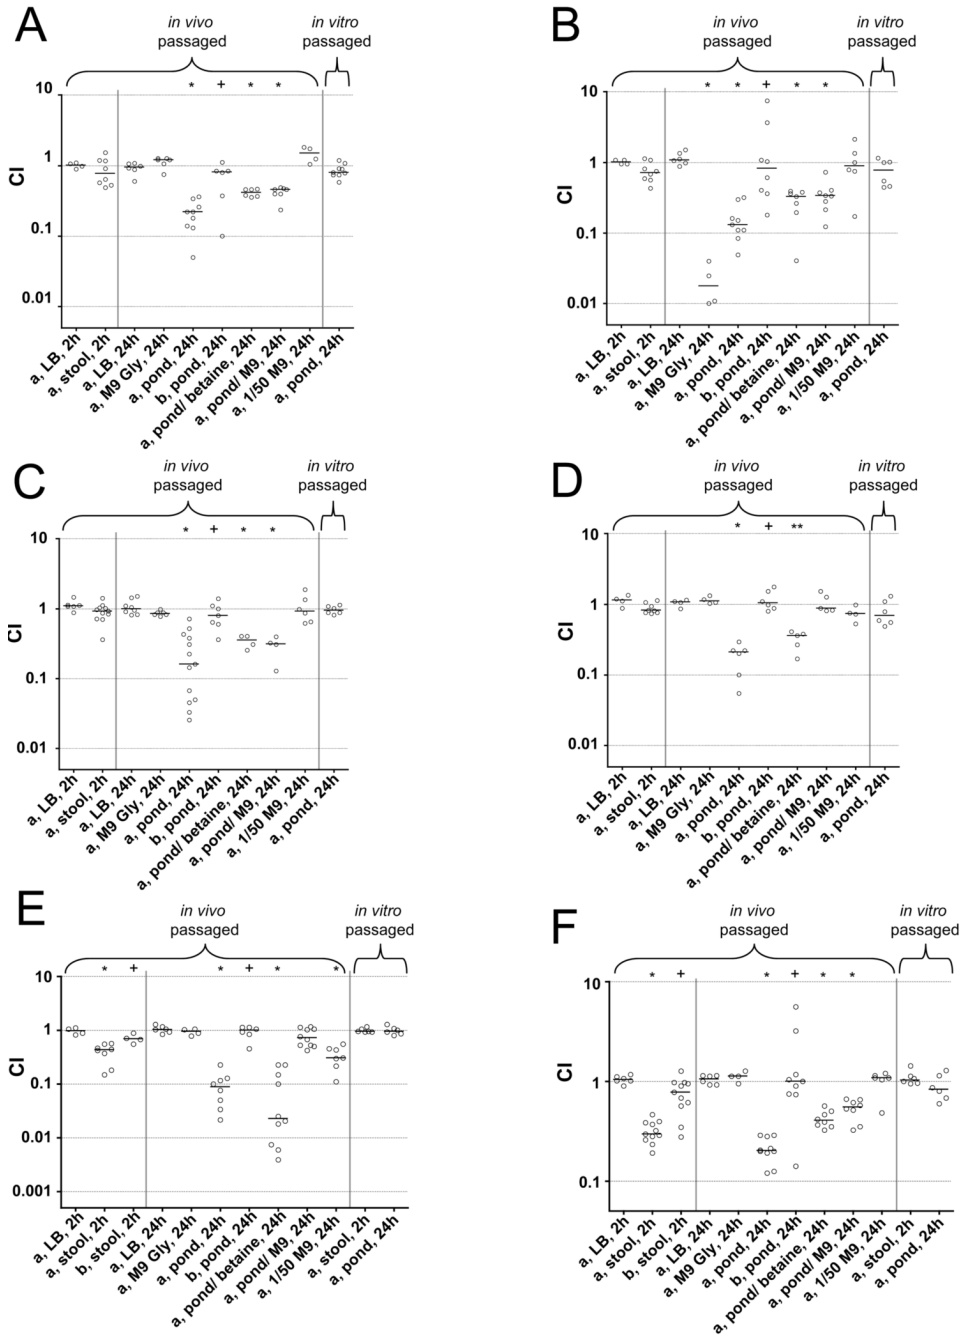 A
in vivo
passaged
in vitro
passaged
* + * *
10
1
0.1
0.01
CI
a, LB, 2h
a, stool, 2h
a, LB, 24h
a, M9 Gly, 24h
a, pond, 24h
b, pond, 24h
a, pond/ betaine, 24h
a, pond/ M9, 24h
a, 1/50 M9, 24h
a, pond, 24h
B
in vivo
passaged
in vitro
passaged
* * + * *
10
1
0.1
0.01
CI
a, LB, 2h
a, stool, 2h
a, LB, 24h
a, M9 Gly, 24h
a, pond, 24h
b, pond, 24h
a, pond/ betaine, 24h
a, pond/ M9, 24h
a, 1/50 M9, 24h
a, pond, 24h
C
in vivo
passaged
in vitro
passaged
* + * *
10
1
0.1
0.01
CI
a, LB, 2h
a, stool, 2h
a, LB, 24h
a, M9 Gly, 24h
a, pond, 24h
b, pond, 24h
a, pond/ betaine, 24h
a, pond/ M9, 24h
a, 1/50 M9, 24h
a, pond, 24h
D
in vivo
passaged
in vitro
passaged
* + **
10
1
0.1
0.01
CI
a, LB, 2h
a, stool, 2h
a, LB, 24h
a, M9 Gly, 24h
a, pond, 24h
b, pond, 24h
a, pond/ betaine, 24h
a, pond/ M9, 24h
a, 1/50 M9, 24h
a, pond, 24h
E
in vivo
passaged
in vitro
passaged
* + * + * *
10
1
0.1
0.01
0.001
CI
a, LB, 2h
a, stool, 2h
b, stool, 2h
a, LB, 24h
a, M9 Gly, 24h
a, pond, 24h
b, pond, 24h
a, pond/ betaine, 24h
a, pond/ M9, 24h
a, 1/50 M9, 24h
a, stool, 2h
a, pond, 24h
F
in vivo
passaged
in vitro
passaged
* + * + * *
10
1
0.1
CI
a, LB, 2h
a, stool, 2h
b, stool, 2h
a, LB, 24h
a, M9 Gly, 24h
a, pond, 24h
b, pond, 24h
a, pond/ betaine, 24h
a, pond/ M9, 24h
a, 1/50 M9, 24h
a, stool, 2h
a, pond, 24h